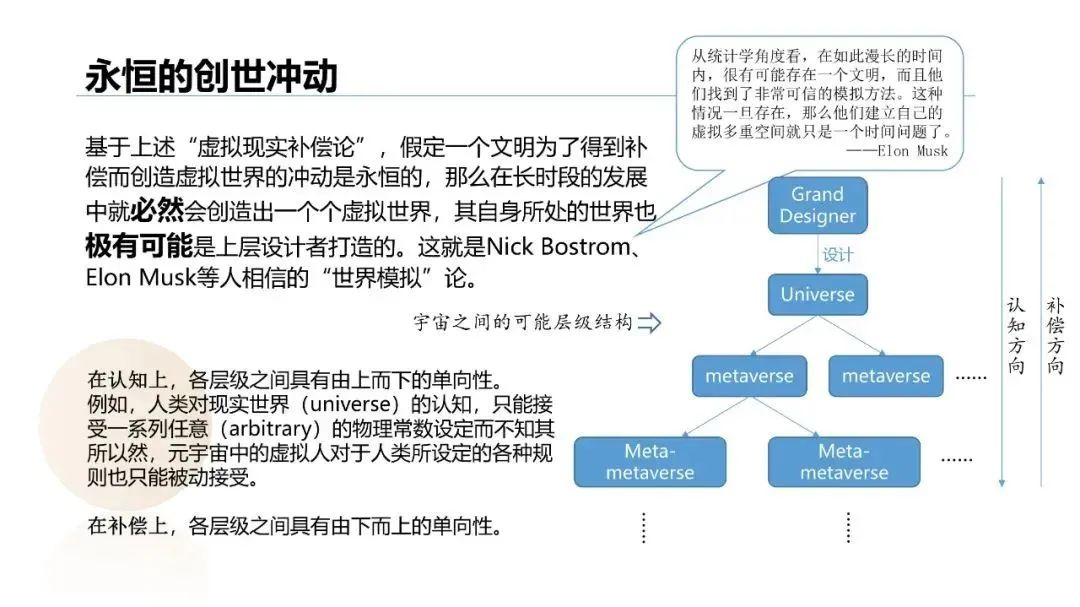 永恒的创世冲动
从统计学角度看，在如此漫长的时间
内，很有可能存在一个文明，而且他
们找到了非常可信的模拟方法。这种
情况一旦存在，那么他们建立自己的
虚拟多重空间就只是一个时间问题了。
——Elon Musk
基于上述“虚拟现实补偿论”，假定一个文明为了得到补
偿而创造虚拟世界的冲动是永恒的，那么在长时段的发展
中就必然会创造出一个个虚拟世界，其自身所处的世界也
极有可能是上层设计者打造的。这就是Nick Bostrom、
Elon Musk等人相信的“世界模拟”论。
宇宙之间的可能层级结构
在认知上，各层级之间具有由上而下的单向性。
例如，人类对现实世界（universe）的认知，只能接
受一系列任意（arbitrary）的物理常数设定而不知其
所以然，元宇宙中的虚拟人对于人类所设定的各种规
则也只能被动接受。
在补偿上，各层级之间具有由下而上的单向性。
Grand
Designer
设计
Universe
metaverse
metaverse
......
Meta-
metaverse
Meta-
metaverse
......
......
......
认知方向
补偿方向